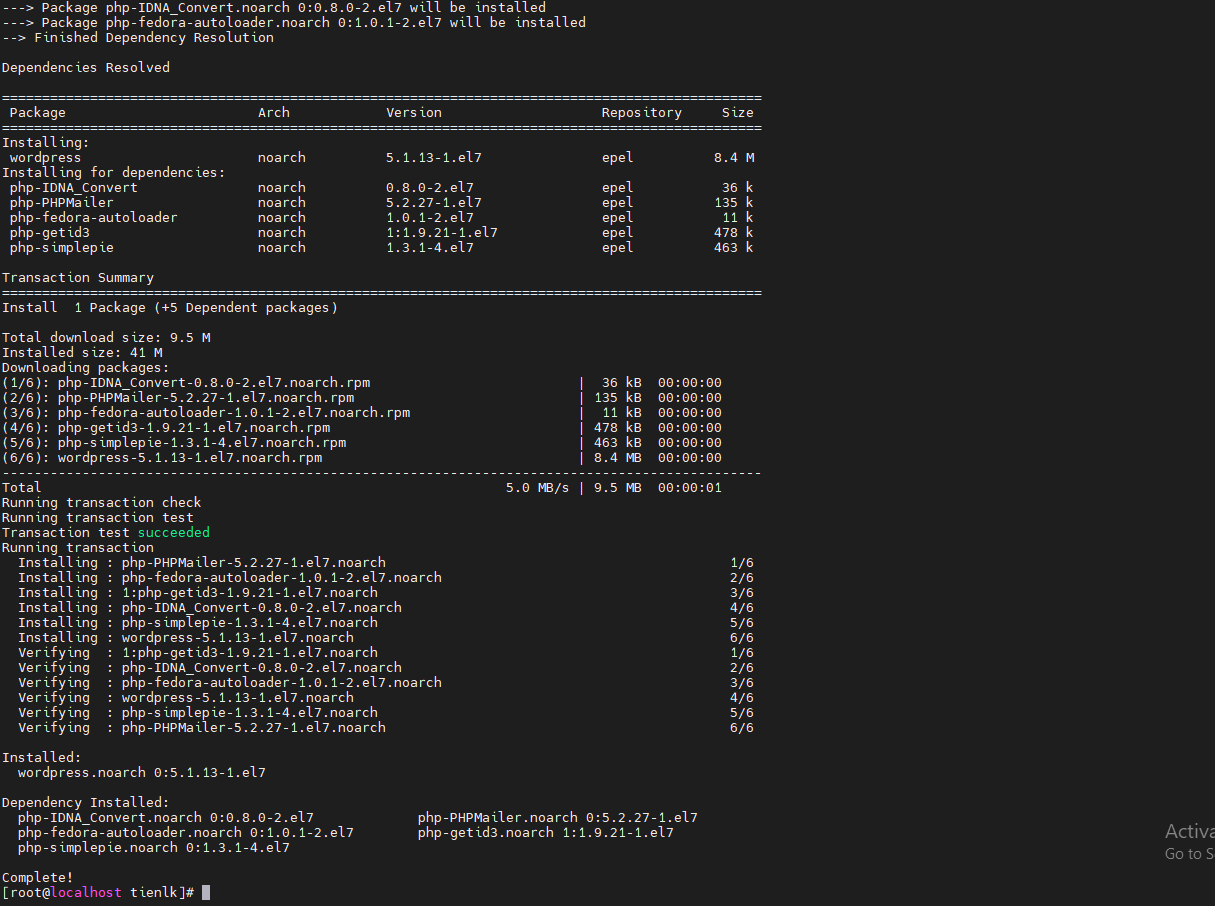 ---> Package php-IDNA_Convert.noarch 0:0.8.0-2.el7 will be installed
---> Package php-fedora-autoloader.noarch 0:1.0.1-2.el7 will be installed
--> Finished Dependency Resolution
Dependencies Resolved
================================================================================
Package Arch Version Repository Size
================================================================================
Installing:
wordpress noarch 5.1.13-1.el7 epel 8.4 M
Installing for dependencies:
php-IDNA_Convert noarch 0.8.0-2.el7 epel 36 k
php-PHPMailer noarch 5.2.27-1.el7 epel 135 k
php-fedora-autoloader noarch 1.0.1-2.el7 epel 11 k
php-getid3 noarch 1:1.9.21-1.el7 epel 478 k
php-simplepie noarch 1.3.1-4.el7 epel 463 k
Transaction Summary
================================================================================
Install 1 Package (+5 Dependent packages)
Total download size: 9.5 M
Installed size: 41 M
Downloading packages:
(1/6): php-IDNA_Convert-0.8.0-2.el7.noarch.rpm | 36 kB 00:00:00
(2/6): php-PHPMailer-5.2.27-1.el7.noarch.rpm | 135 kB 00:00:00
(3/6): php-fedora-autoloader-1.0.1-2.el7.noarch.rpm | 11 kB 00:00:00
(4/6): php-getid3-1.9.21-1.el7.noarch.rpm | 478 kB 00:00:00
(5/6): php-simplepie-1.3.1-4.el7.noarch.rpm | 463 kB 00:00:00
(6/6): wordpress-5.1.13-1.el7.noarch.rpm | 8.4 MB 00:00:00
--------------------------------------------------------------------------------
Total 5.0 MB/s | 9.5 MB 00:00:01
Running transaction check
Running transaction test
Transaction test succeeded
Running transaction
Installing : php-PHPMailer-5.2.27-1.el7.noarch 1/6
Installing : php-fedora-autoloader-1.0.1-2.el7.noarch 2/6
Installing : 1:php-getid3-1.9.21-1.el7.noarch 3/6
Installing : php-IDNA_Convert-0.8.0-2.el7.noarch 4/6
Installing : php-simplepie-1.3.1-4.el7.noarch 5/6
Installing : wordpress-5.1.13-1.el7.noarch 6/6
Verifying : 1:php-getid3-1.9.21-1.el7.noarch 1/6
Verifying : php-IDNA_Convert-0.8.0-2.el7.noarch 2/6
Verifying : php-fedora-autoloader-1.0.1-2.el7.noarch 3/6
Verifying : wordpress-5.1.13-1.el7.noarch 4/6
Verifying : php-simplepie-1.3.1-4.el7.noarch 5/6
Verifying : php-PHPMailer-5.2.27-1.el7.noarch 6/6
Installed:
wordpress.noarch 0:5.1.13-1.el7
Dependency Installed:
php-IDNA_Convert.noarch 0:0.8.0-2.el7 php-PHPMailer.noarch 0:5.2.27-1.el7
php-fedora-autoloader.noarch 0:1.0.1-2.el7 php-getid3.noarch 1:1.9.21-1.el7
php-simplepie.noarch 0:1.3.1-4.el7
Activa
Go to S
Complete!
[root@localhost tienlk]#